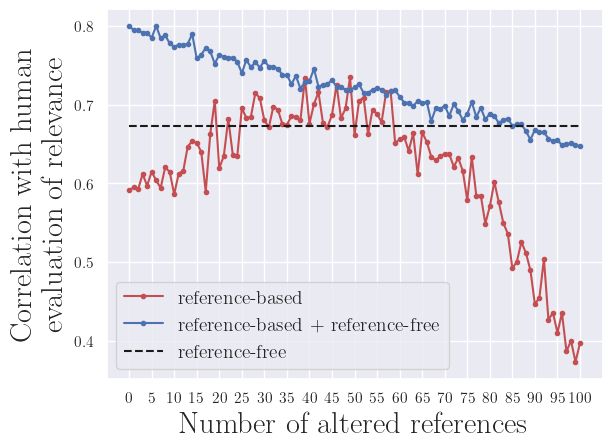 Correlation with human
evaluation of relevance
0.8
0.7
0.6
0.5
0.4
reference-based
reference-based + reference-free
reference-free
0 5 10 15 20 25 30 35 40 45 50 55 60 65 70 75 80 85 90 95 100
Number of altered references